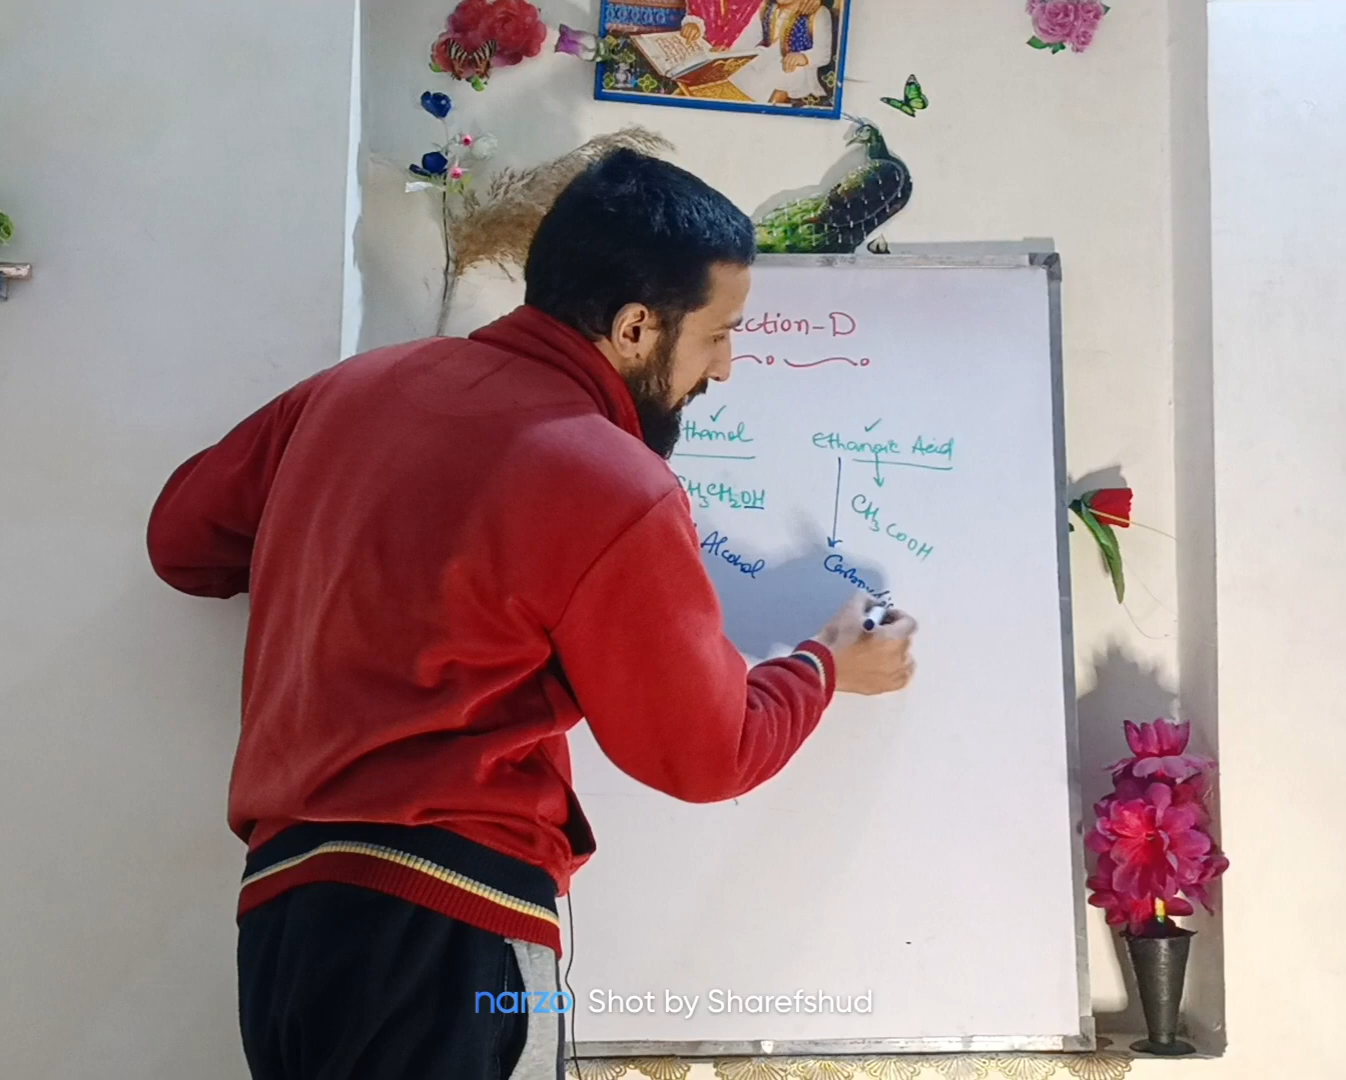 ection-D
thanol
Ethanoic Acid
CH3CH2OH
CH3COOH
Alcohol
narzo Shot by Sharefshud